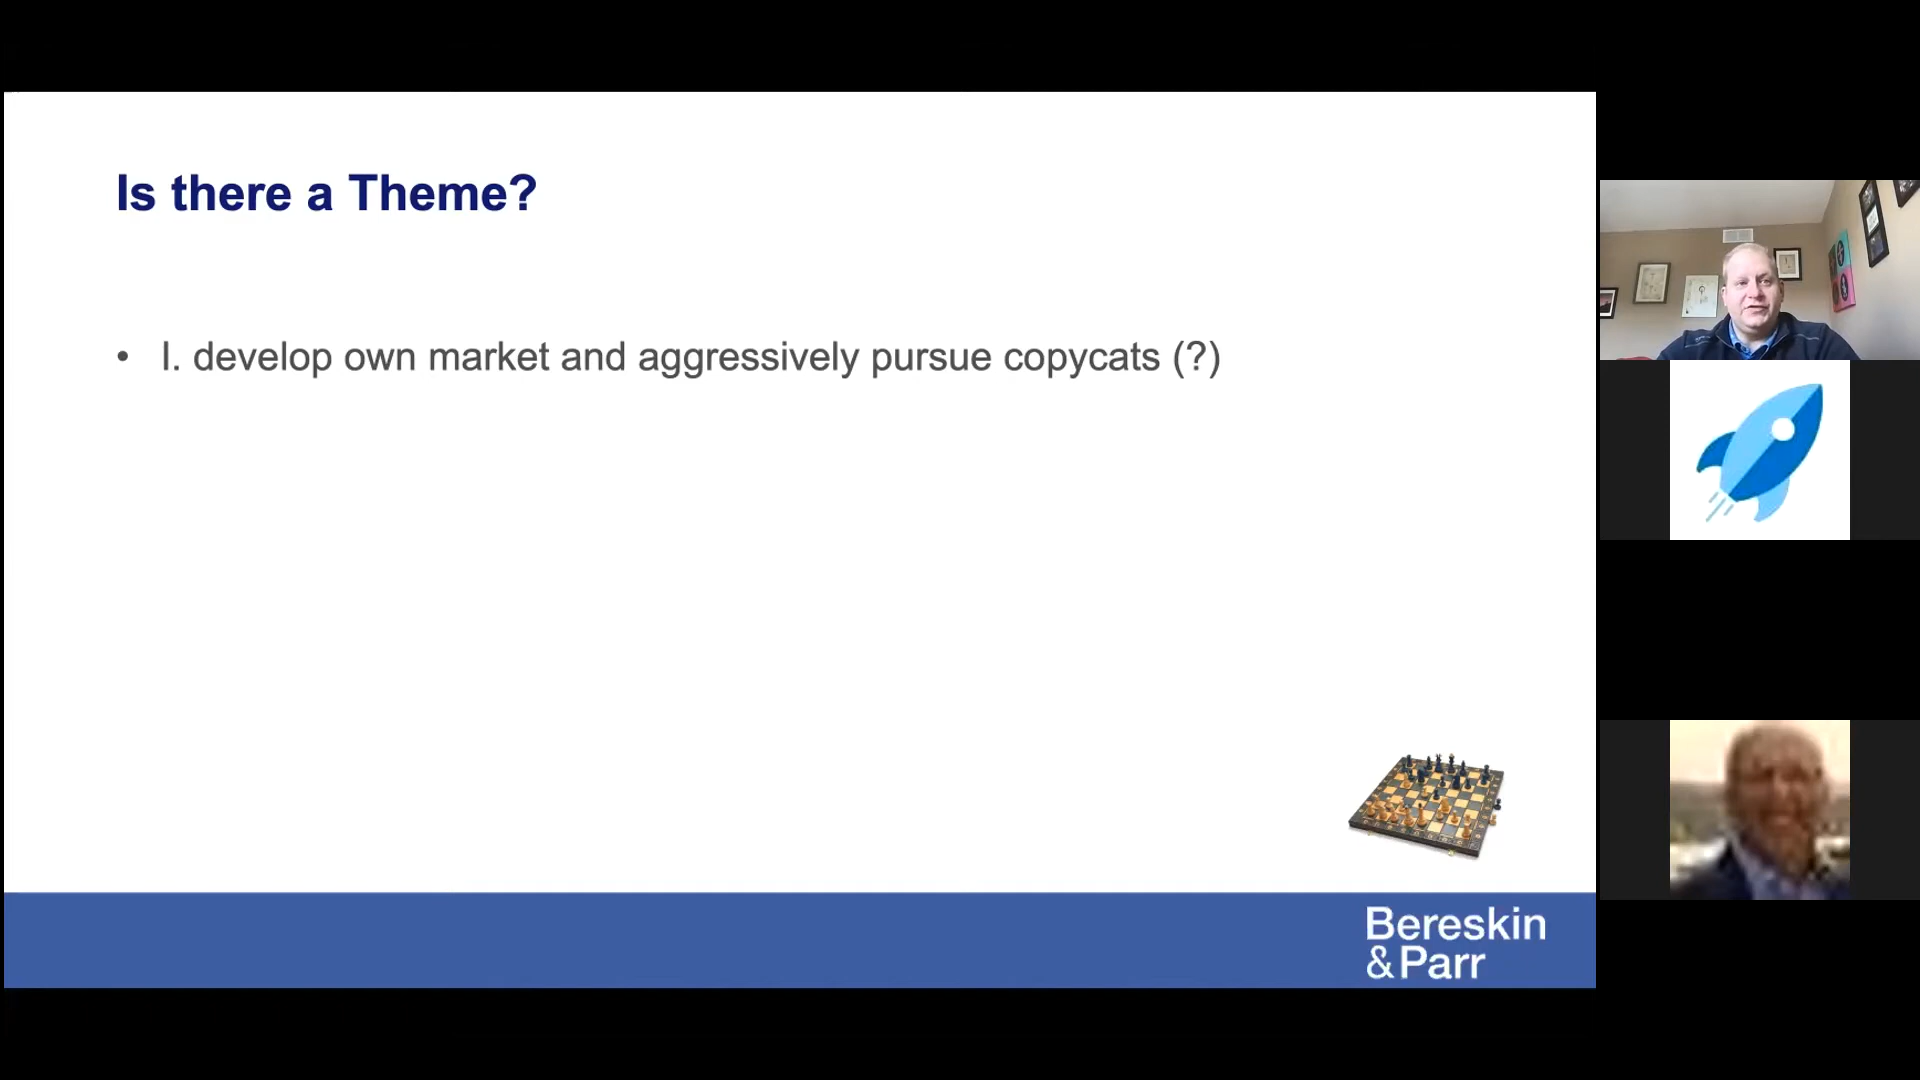 Is there a Theme?
• I. develop own market and aggressively pursue copycats (?)
Bereskin
& Parr